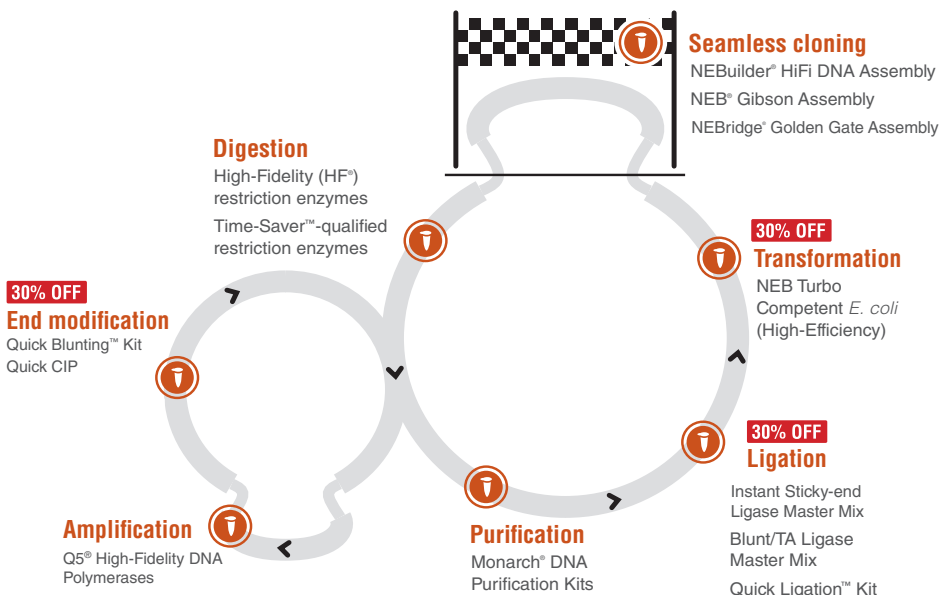 Seamless cloning
NEBuilder® HiFi DNA Assembly
NEB® Gibson Assembly
NEBridge® Golden Gate Assembly
Digestion
High-Fidelity (HF®)
restriction enzymes
Time-Saver™-qualified
restriction enzymes
30% OFF
Transformation
NEB Turbo
Competent E. coli
(High-Efficiency)
30% OFF
End modification
Quick Blunting™ Kit
Quick CIP
30% OFF
Ligation
Instant Sticky-end
Ligase Master Mix
Blunt/TA Ligase
Master Mix
Quick Ligation™ Kit
Amplification
Q5® High-Fidelity DNA
Polymerases
Purification
Monarch® DNA
Purification Kits